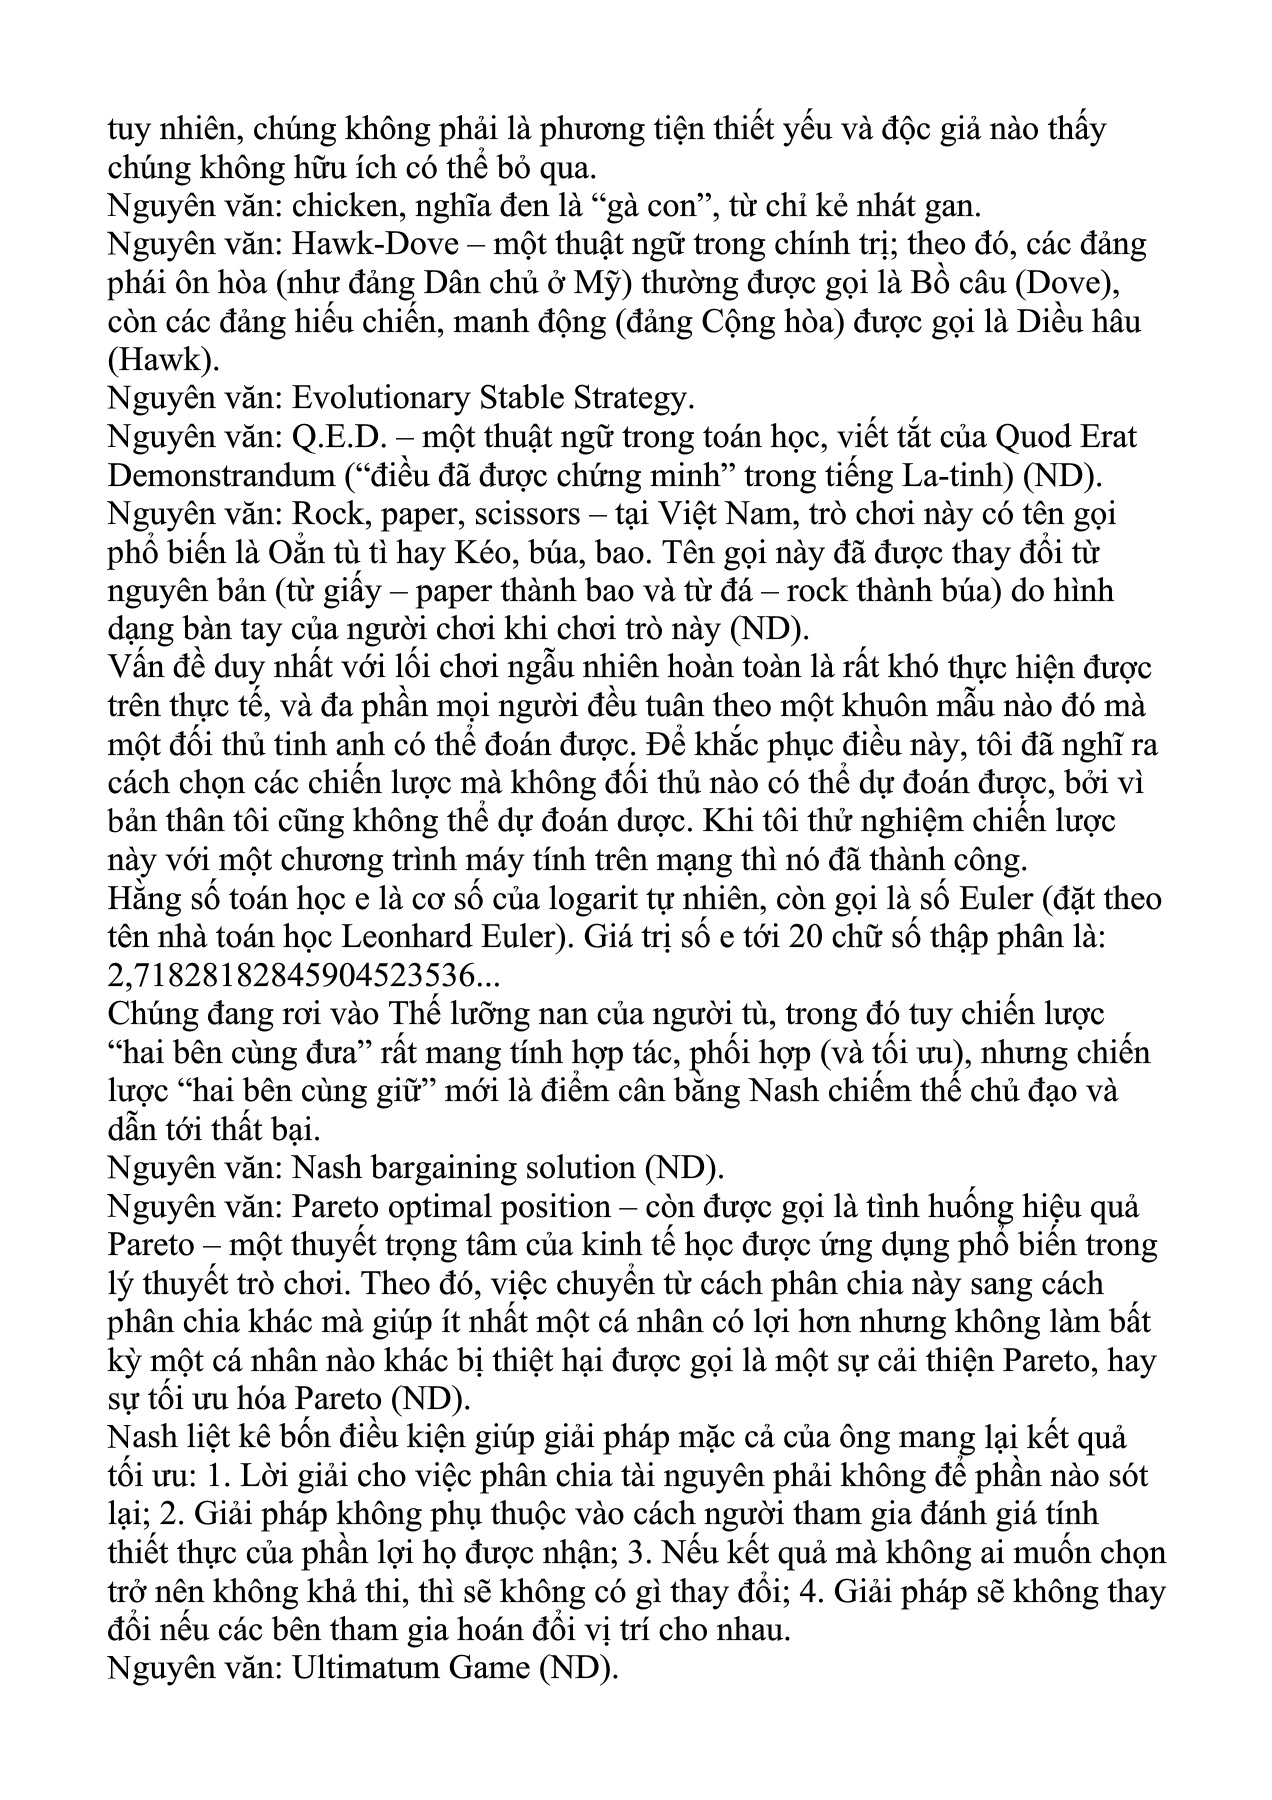 tuy nhiên, chúng không phải là phương tiện thiết yếu và độc giả nào thấy
chúng không hữu ích có thể bỏ qua.
Nguyên văn: chicken, nghĩa đen là “gà con”, từ chỉ kẻ nhát gan.
Nguyên văn: Hawk-Dove – một thuật ngữ trong chính trị; theo đó, các đảng
phái ôn hòa (như đảng Dân chủ ở Mỹ) thường được gọi là Bồ câu (Dove),
còn các đảng hiếu chiến, manh động (đảng Cộng hòa) được gọi là Diều hâu
(Hawk).
Nguyên văn: Evolutionary Stable Strategy.
Nguyên văn: Q.E.D. – một thuật ngữ trong toán học, viết tắt của Quod Erat
Demonstrandum (“điều đã được chứng minh” trong tiếng La-tinh) (ND).
Nguyên văn: Rock, paper, scissors – tại Việt Nam, trò chơi này có tên gọi
phổ biến là Oẳn tù tì hay Kéo, búa, bao. Tên gọi này đã được thay đổi từ
nguyên bản (từ giấy – paper thành bao và từ đá – rock thành búa) do hình
dạng bàn tay của người chơi khi chơi trò này (ND).
Vấn đề duy nhất với lối chơi ngẫu nhiên hoàn toàn là rất khó thực hiện được
trên thực tế, và đa phần mọi người đều tuân theo một khuôn mẫu nào đó mà
một đối thủ tinh anh có thể đoán được. Để khắc phục điều này, tôi đã nghĩ ra
cách chọn các chiến lược mà không đối thủ nào có thể dự đoán được, bởi vì
bản thân tôi cũng không thể dự đoán dược. Khi tôi thử nghiệm chiến lược
này với một chương trình máy tính trên mạng thì nó đã thành công.
Hằng số toán học e là cơ số của logarit tự nhiên, còn gọi là số Euler (đặt theo
tên nhà toán học Leonhard Euler). Giá trị số e tới 20 chữ số thập phân là:
2,71828182845904523536...
Chúng đang rơi vào Thế lưỡng nan của người tù, trong đó tuy chiến lược
“hai bên cùng đưa” rất mang tính hợp tác, phối hợp (và tối ưu), nhưng chiến
lược “hai bên cùng giữ” mới là điểm cân bằng Nash chiếm thế chủ đạo và
dẫn tới thất bại.
Nguyên văn: Nash bargaining solution (ND).
Nguyên văn: Pareto optimal position – còn được gọi là tình huống hiệu quả
Pareto – một thuyết trọng tâm của kinh tế học được ứng dụng phổ biến trong
lý thuyết trò chơi. Theo đó, việc chuyển từ cách phân chia này sang cách
phân chia khác mà giúp ít nhất một cá nhân có lợi hơn nhưng không làm bất
kỳ một cá nhân nào khác bị thiệt hại được gọi là một sự cải thiện Pareto, hay
sự tối ưu hóa Pareto (ND).
Nash liệt kê bốn điều kiện giúp giải pháp mặc cả của ông mang lại kết quả
tối ưu: 1. Lời giải cho việc phân chia tài nguyên phải không để phần nào sót
lại; 2. Giải pháp không phụ thuộc vào cách người tham gia đánh giá tính
thiết thực của phần lợi họ được nhận; 3. Nếu kết quả mà không ai muốn chọn
trở nên không khả thi, thì sẽ không có gì thay đổi; 4. Giải pháp sẽ không thay
đổi nếu các bên tham gia hoán đổi vị trí cho nhau.
Nguyên văn: Ultimatum Game (ND).